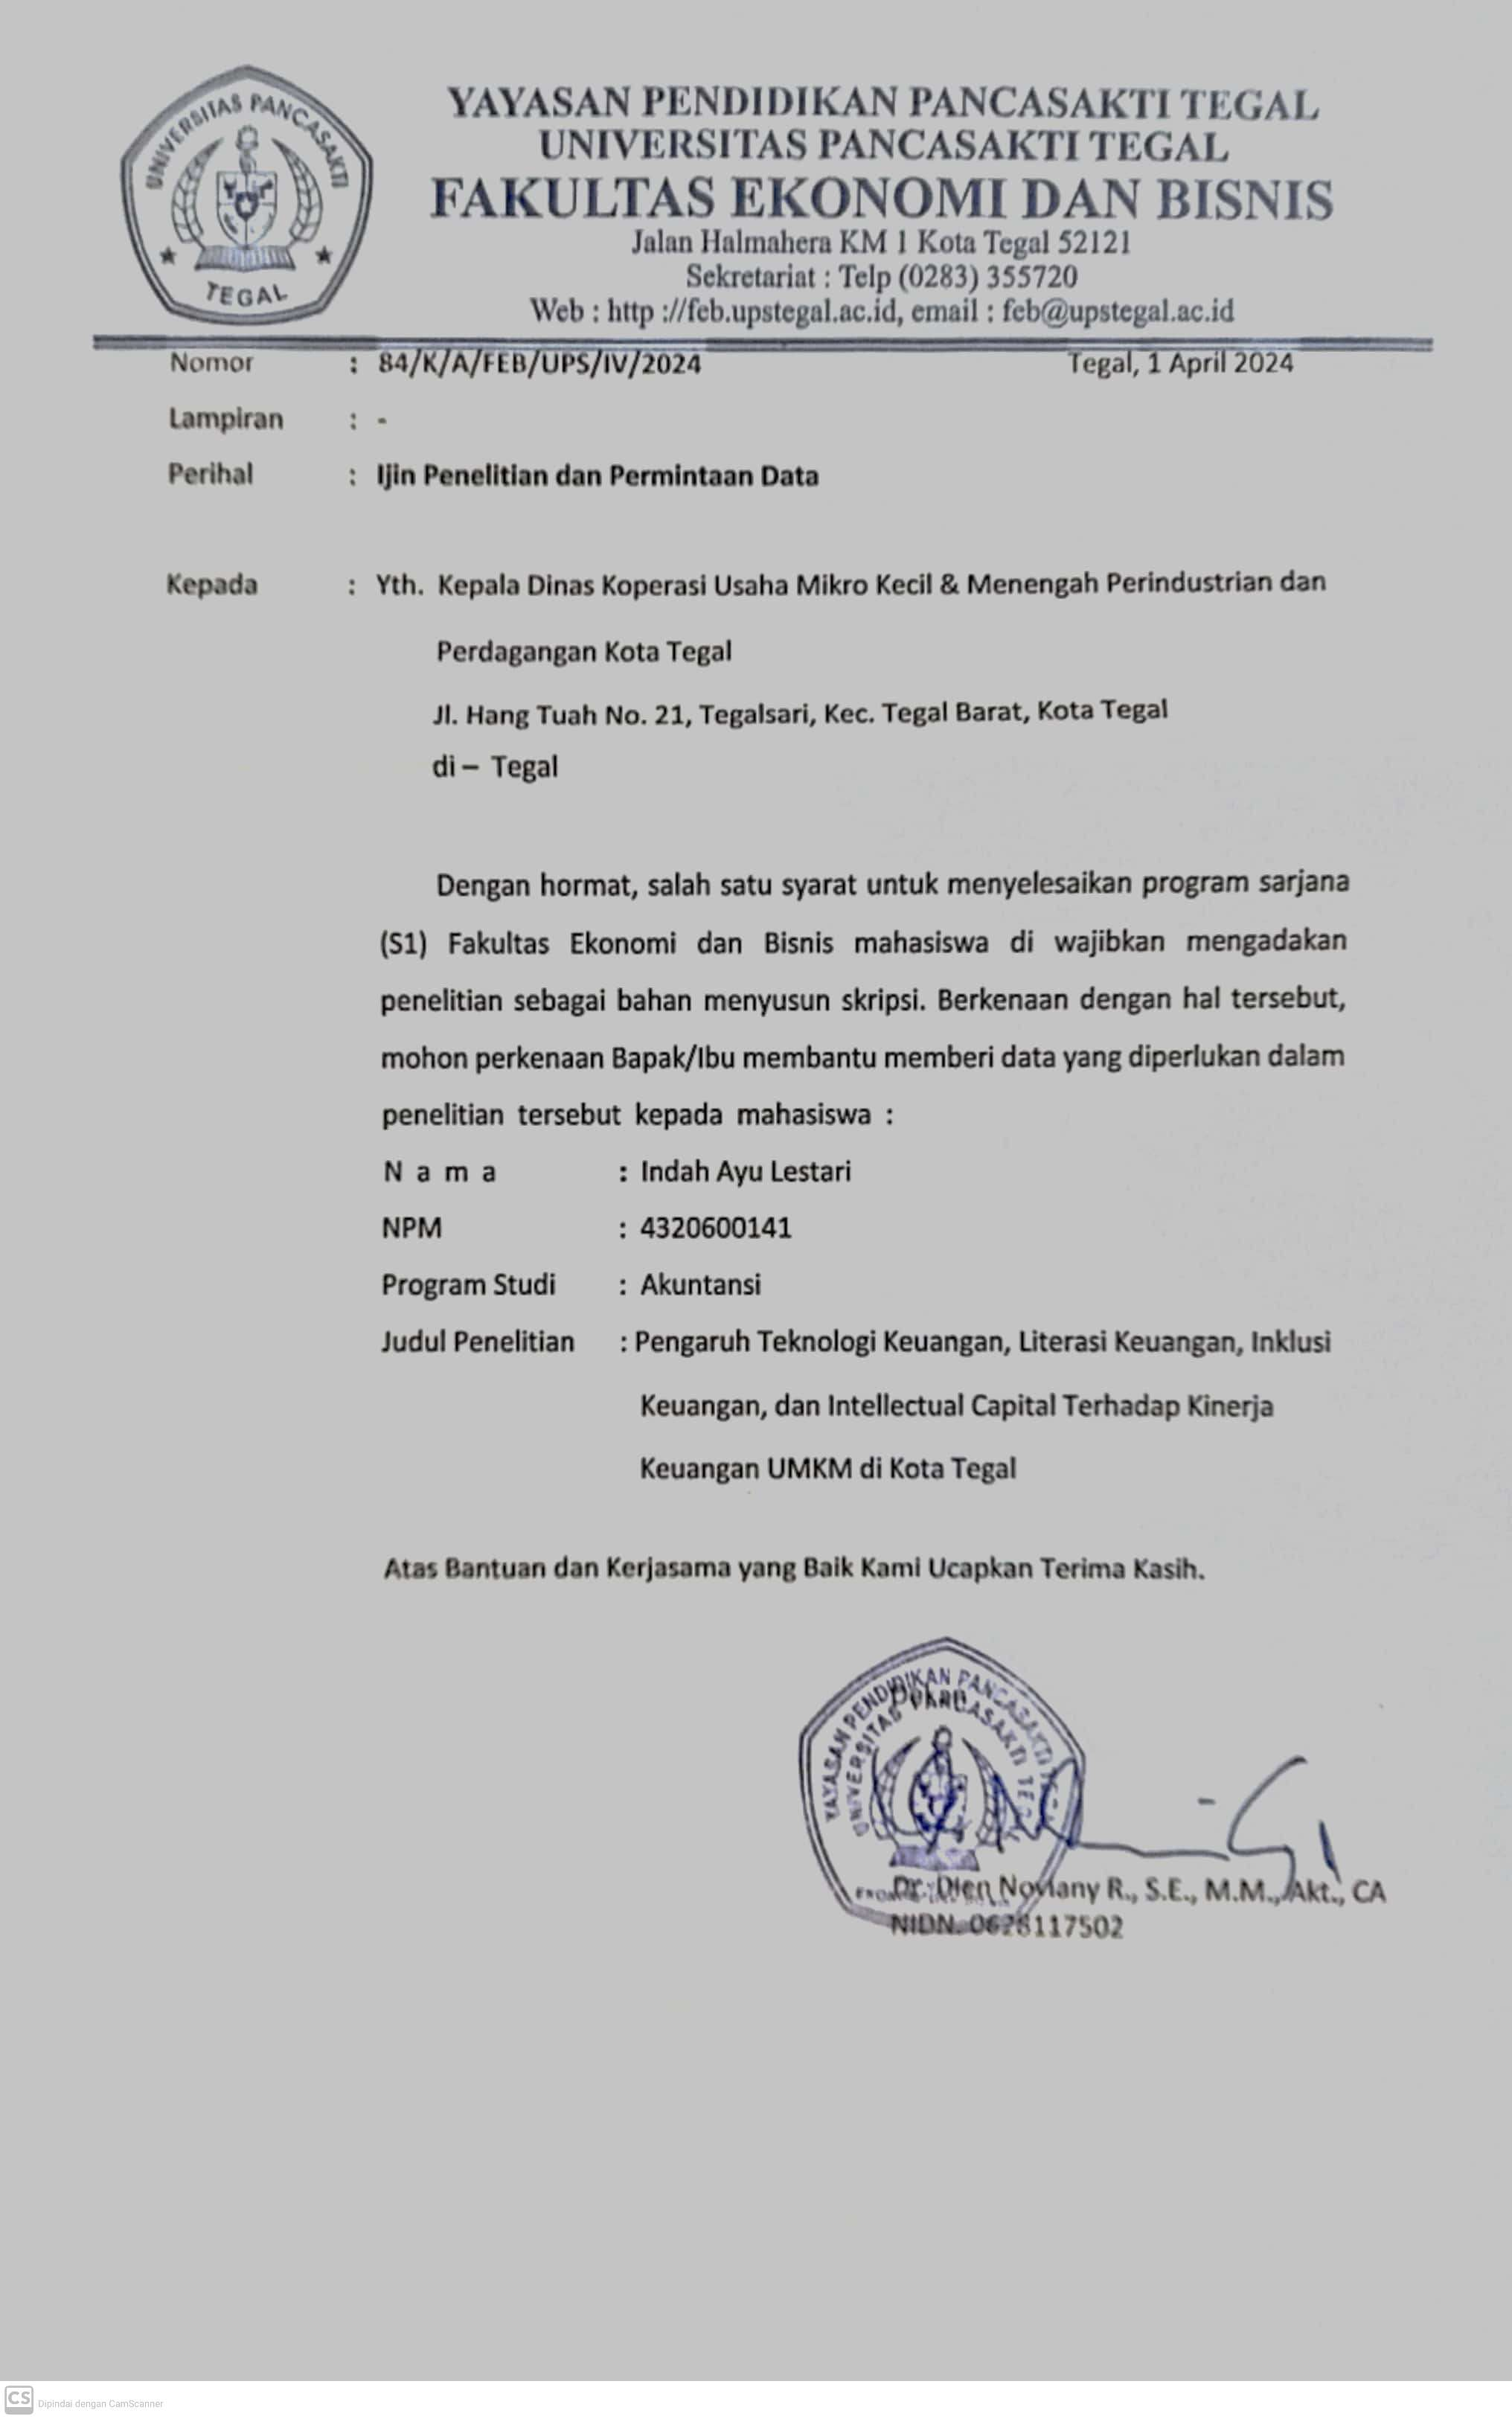 UNIVERSITAS PANCASAKTI
TEGAL
YAYASAN PENDIDIKAN PANCASAKTI TEGAL
UNIVERSITAS PANCASAKTI TEGAL
FAKULTAS EKONOMI DAN BISNIS
Jalan Halmahera KM 1 Kota Tegal 52121
Sekretariat : Telp (0283) 355720
Web : http ://feb.upstegal.ac.id, email : feb@upstegal.ac.id
Nomor : 84/K/A/FEB/UPS/IV/2024 Tegal, 1 April 2024
Lampiran : -
Perihal : Ijin Penelitian dan Permintaan Data
Kepada : Yth. Kepala Dinas Koperasi Usaha Mikro Kecil & Menengah Perindustrian dan
Perdagangan Kota Tegal
Jl. Hang Tuah No. 21, Tegalsari, Kec. Tegal Barat, Kota Tegal
di – Tegal
Dengan hormat, salah satu syarat untuk menyelesaikan program sarjana
(S1) Fakultas Ekonomi dan Bisnis mahasiswa di wajibkan mengadakan
penelitian sebagai bahan menyusun skripsi. Berkenaan dengan hal tersebut,
mohon perkenaan Bapak/Ibu membantu memberi data yang diperlukan dalam
penelitian tersebut kepada mahasiswa :
N a m a : Indah Ayu Lestari
NPM : 4320600141
Program Studi : Akuntansi
Judul Penelitian : Pengaruh Teknologi Keuangan, Literasi Keuangan, Inklusi
Keuangan, dan Intellectual Capital Terhadap Kinerja
Keuangan UMKM di Kota Tegal
Atas Bantuan dan Kerjasama yang Baik Kami Ucapkan Terima Kasih.
YAYASAN PENDIDIKAN PANCASAKTI
UNIVERSITAS PANCASAKTI
Dekan
Dr. Dien Noviany R., S.E., M.M., Akt., CA
NIDN. 0628117502
CS Dipindai dengan CamScanner